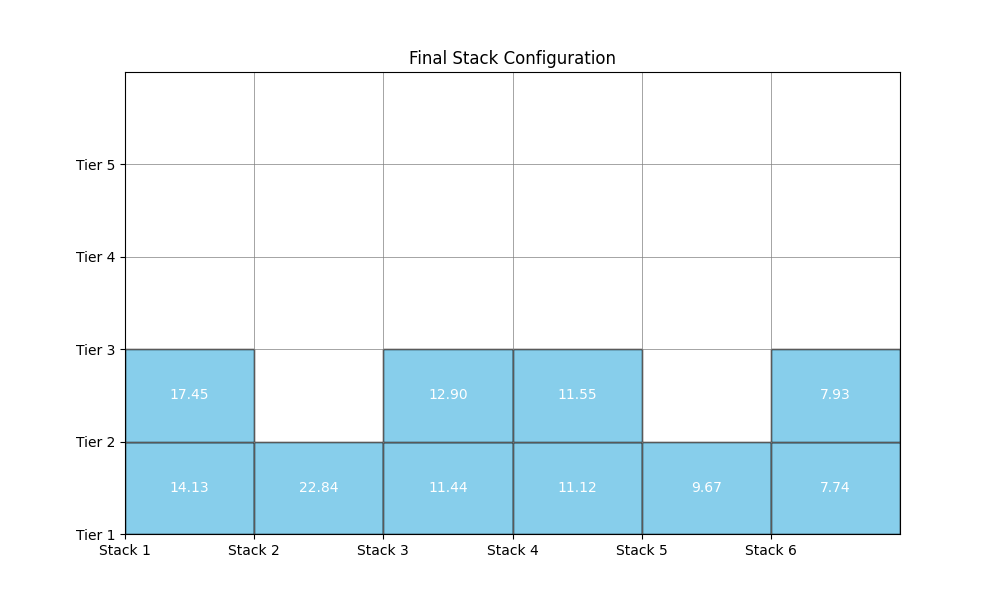 Final Stack Configuration
Tier 5
Tier 4
Tier 3
17.45 12.90 11.55 7.93
Tier 2
14.13 22.84 11.44 11.12 9.67 7.74
Tier 1
Stack 1 Stack 2 Stack 3 Stack 4 Stack 5 Stack 6